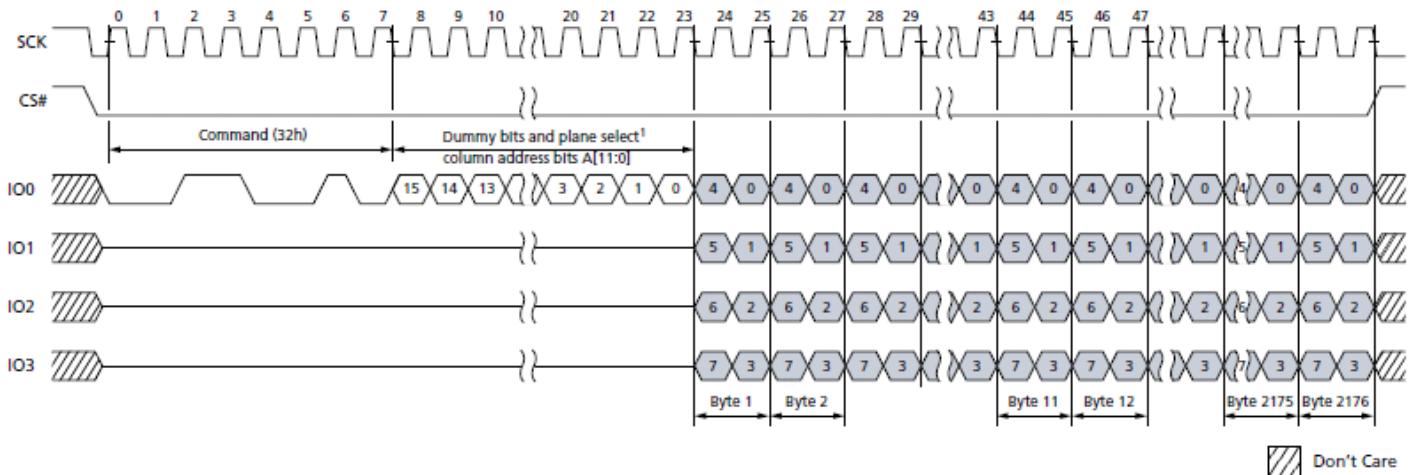 0 1 2 3 4 5 6 7 8 9 10 20 21 22 23 24 25 26 27 28 29 43 44 45 46 47
SCK
CS#
Command (32h) Dummy bits and plane select1
column address bits A[11:0]
IO0 15 14 13 3 2 1 0 4 0 4 0 4 0 0 4 0 4 0 0 4 0 4 0
IO1 5 1 5 1 5 1 1 5 1 5 1 1 5 1 5 1
IO2 6 2 6 2 6 2 2 6 2 6 2 2 6 2 6 2
IO3 7 3 7 3 7 3 3 7 3 7 3 3 7 3 7 3
Byte 1 Byte 2 Byte 11 Byte 12 Byte 2175 Byte 2176
Don't Care